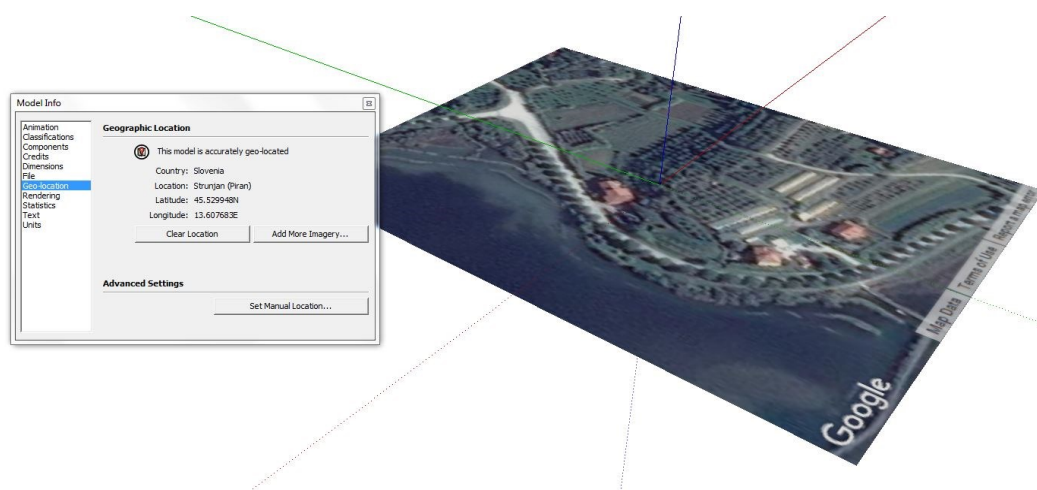 Model Info
Animation
Classifications
Components
Credits
Dimensions
File
Geo-location
Rendering
Statistics
Text
Units
Geographic Location
This model is accurately geo-located
Country: Slovenia
Location: Strunjan (Piran)
Latitude: 45.529948N
Longitude: 13.607683E
Clear Location
Add More Imagery...
Advanced Settings
Set Manual Location...
Map Data
Terms of Use
Report a map
Google